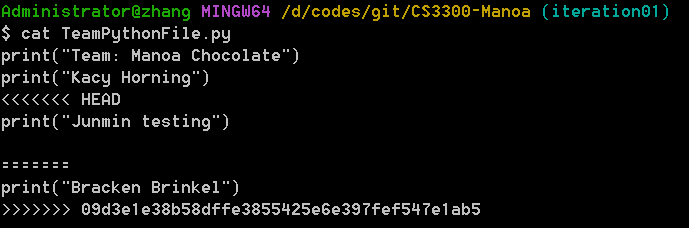 Administrator@zhang MINGW64 /d/codes/git/CS3300-Manoa (iteration01)
$ cat TeamPythonFile.py
print("Team: Manoa Chocolate")
print("Kacy Horning")
<<<<<<< HEAD
print("Junmin testing")

=======
print("Bracken Brinkel")
>>>>>>> 09d3e1e38b58dffe3855425e6e397fef547e1ab5